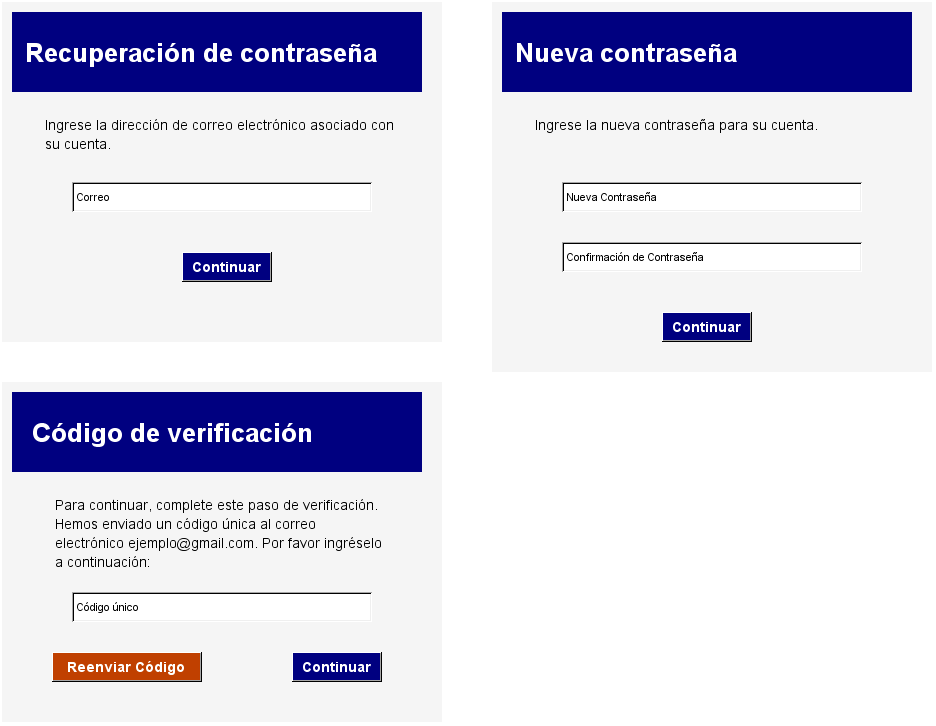 Recuperación de contraseña
Ingrese la dirección de correo electrónico asociado con
su cuenta.
Correo
Continuar
Nueva contraseña
Ingrese la nueva contraseña para su cuenta.
Nueva Contraseña
Confirmación de Contraseña
Continuar
Código de verificación
Para continuar, complete este paso de verificación.
Hemos enviado un código única al correo
electrónico ejemplo@gmail.com. Por favor ingréselo
a continuación:
Código único
Reenviar Código
Continuar